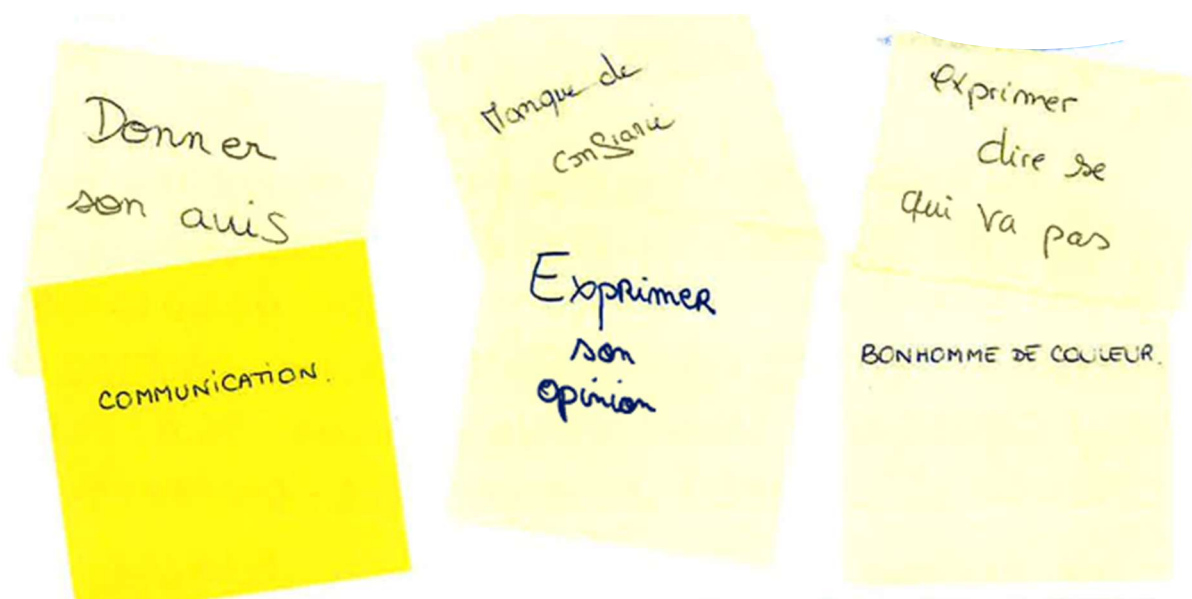 Donner
son avis
COMMUNICATION.
Manque de
confiance
Exprimer
son
opinion
exprimer
dire se
qui va pas
BONHOMME DE COULEUR.